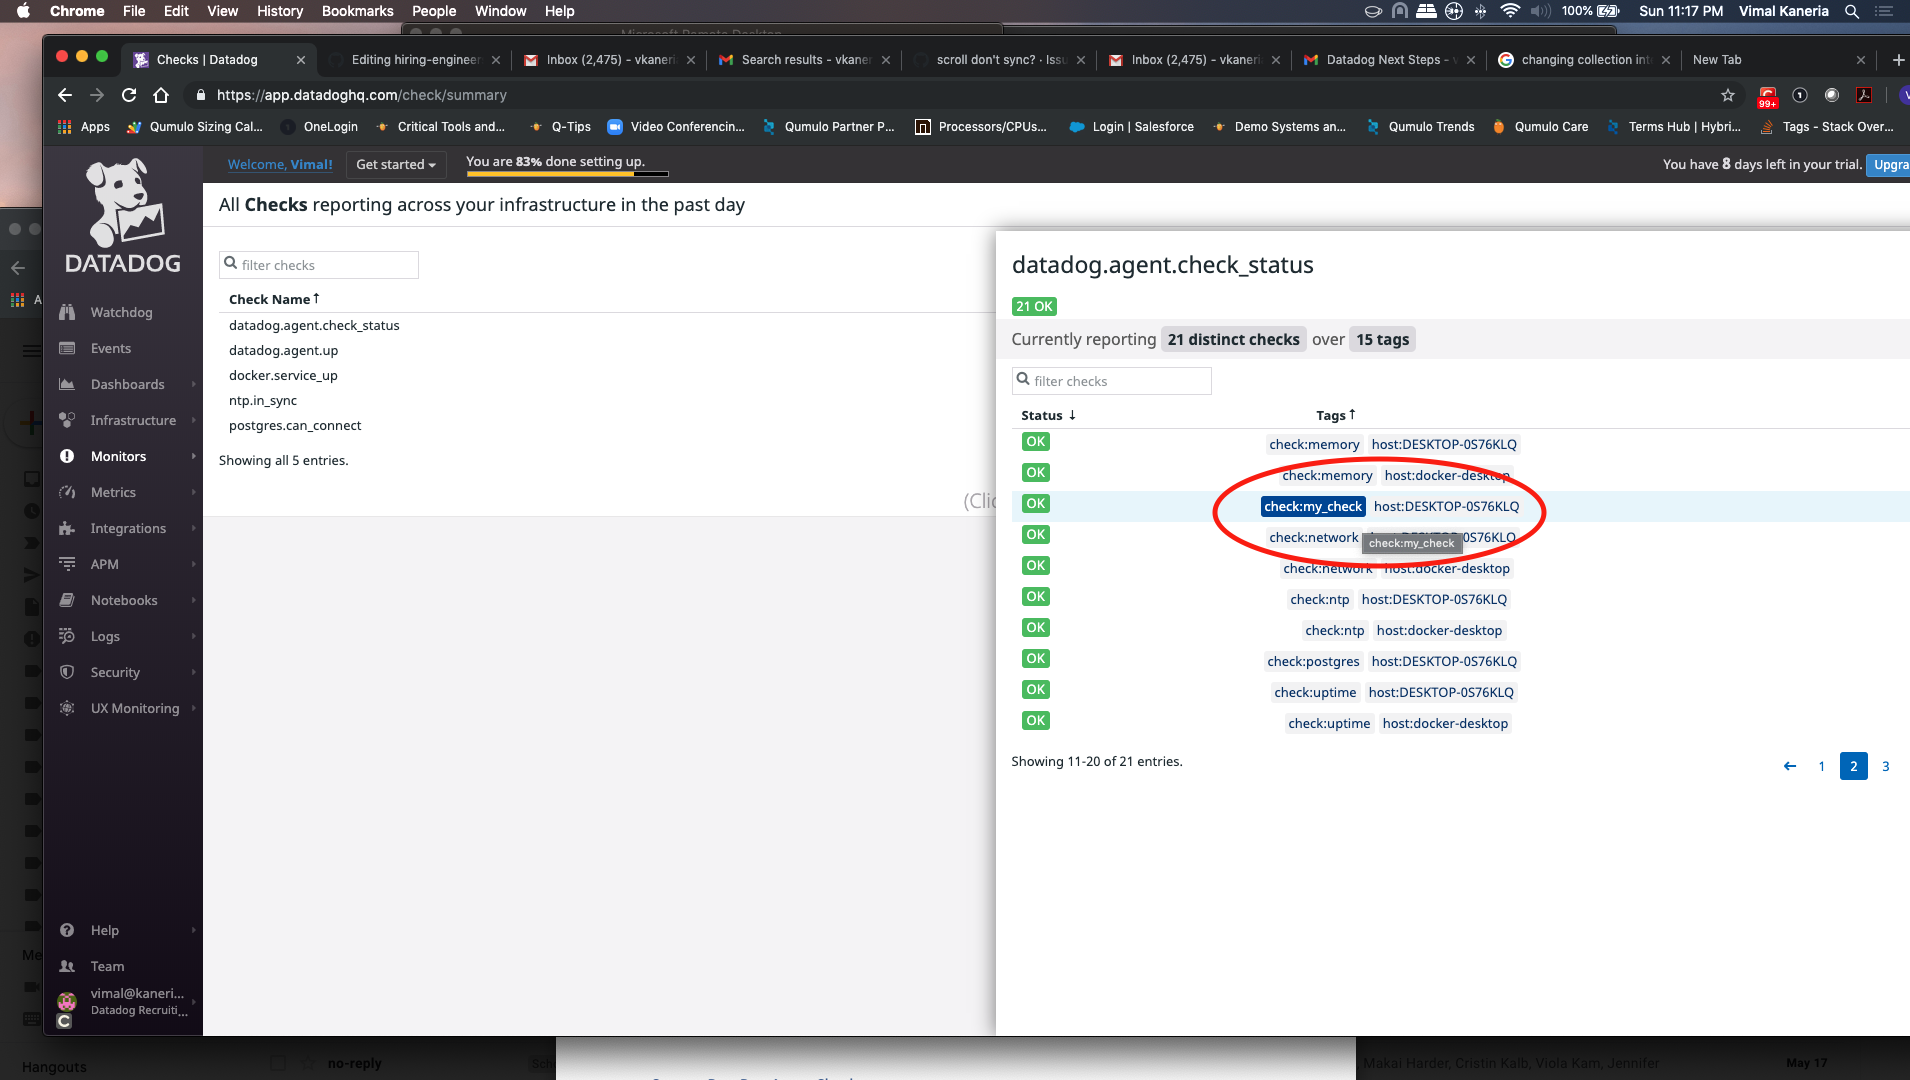 Chrome File Edit View History Bookmarks People Window Help
100% Sun 11:17 PM Vimal Kaneria
Checks | Datadog
Editing hiring-engineer
Inbox (2,475) - vkaneria
Search results - vkaner
scroll don't sync? · Issu
Inbox (2,475) - vkaneria
Datadog Next Steps - v
changing collection inte
New Tab
https://app.datadoghq.com/check/summary
99+
Apps
Qumulo Sizing Cal...
OneLogin
Critical Tools and...
Q-Tips
Video Conferencin...
Qumulo Partner P...
Processors/CPUs...
Login | Salesforce
Demo Systems an...
Qumulo Trends
Qumulo Care
Terms Hub | Hybri...
Tags - Stack Over...
DATADOG
Welcome, Vimal!
Get started
You are 83% done setting up.
You have 8 days left in your trial.
Upgra
Watchdog
Events
Dashboards
Infrastructure
Monitors
Metrics
Integrations
APM
Notebooks
Logs
Security
UX Monitoring
Help
Team
vimal@kaneri...
Datadog Recruiti...
All Checks reporting across your infrastructure in the past day
filter checks
Check Name↑
datadog.agent.check_status
datadog.agent.up
docker.service_up
ntp.in_sync
postgres.can_connect
Showing all 5 entries.
(Clic
datadog.agent.check_status
21 OK
Currently reporting 21 distinct checks over 15 tags
filter checks
Status ↓ Tags ↑
OK check:memory host:DESKTOP-0S76KLQ
OK check:memory host:docker-desktop
OK check:my_check host:DESKTOP-0S76KLQ
OK check:network 0S76KLQ
check:my_check
OK check:network host:docker-desktop
OK check:ntp host:DESKTOP-0S76KLQ
OK check:ntp host:docker-desktop
OK check:postgres host:DESKTOP-0S76KLQ
OK check:uptime host:DESKTOP-0S76KLQ
OK check:uptime host:docker-desktop
Showing 11-20 of 21 entries.
← 1 2 3
Hangouts
no-reply
Makai Harder, Cristin Kalb, Viola Kam, Jennifer
May 17